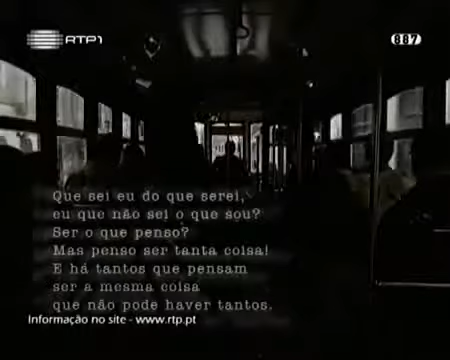 RTP1
887
Que sei eu do que serei,
eu que não sei o que sou?
Ser o que penso?
Mas penso ser tanta coisa!
E há tantos que pensam
ser a mesma coisa
que não pode haver tantos.
Informação no site - www.rtp.pt